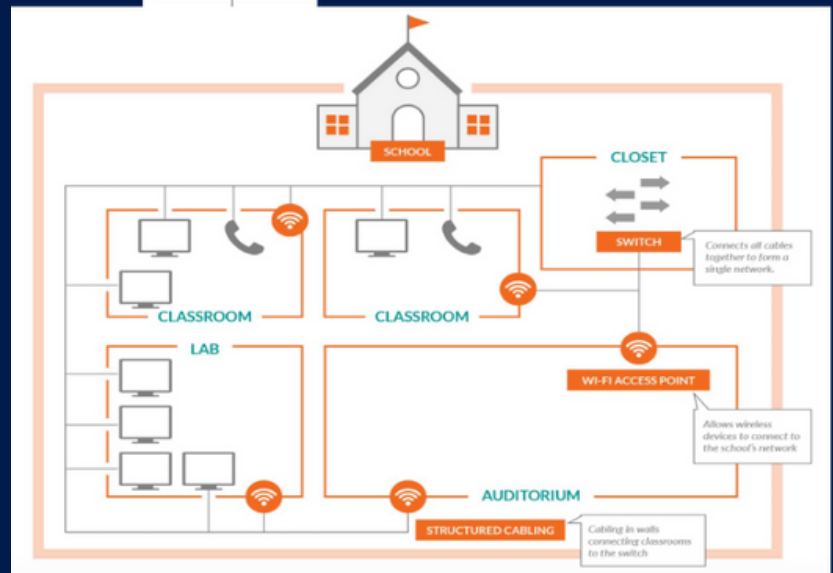 SCHOOL
CLOSET
SWITCH
Connects all cables
together to form a
single network.
CLASSROOM
CLASSROOM
LAB
WI-FI ACCESS POINT
Allows wireless
devices to connect to
the school's network
AUDITORIUM
STRUCTURED CABLING
Cabling in walls
connecting classrooms
to the switch